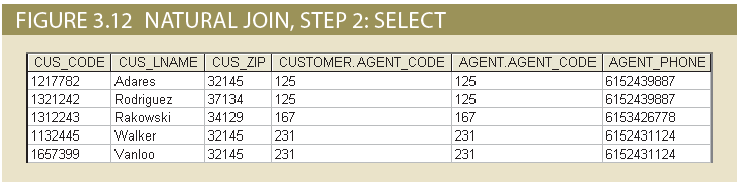 FIGURE 3.12 NATURAL JOIN, STEP 2: SELECT
CUS_CODE CUS_LNAME CUS_ZIP CUSTOMER.AGENT_CODE AGENT.AGENT_CODE AGENT_PHONE
1217782 Adares 32145 125 125 6152439887
1321242 Rodriguez 37134 125 125 6152439887
1312243 Rakowski 34129 167 167 6153426778
1132445 Walker 32145 231 231 6152431124
1657399 Vanloo 32145 231 231 6152431124